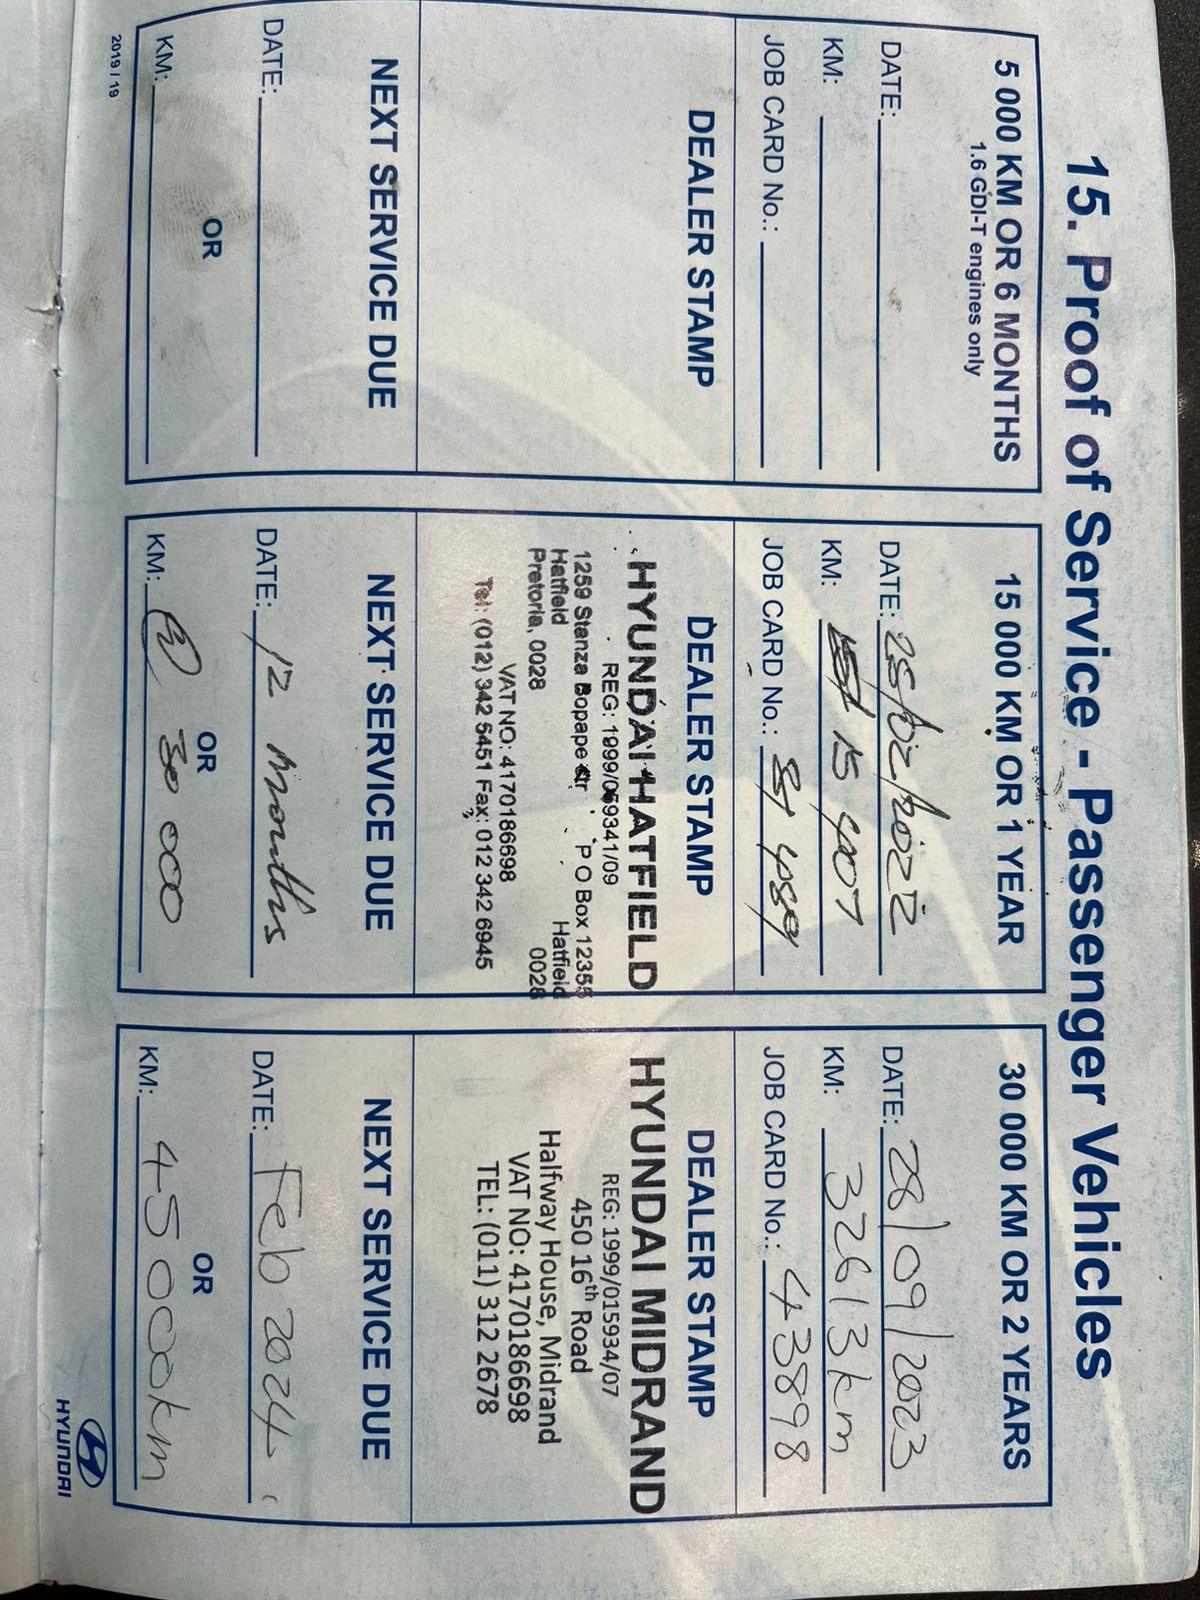 15. Proof of Service - Passenger Vehicles
5 000 KM OR 6 MONTHS
1.6 GDI-T engines only
DATE:
KM:
JOB CARD No.:
DEALER STAMP
NEXT SERVICE DUE
DATE:
OR
KM:
15 000 KM OR 1 YEAR
DATE: 25/02/2022
KM: 15 407
JOB CARD No.:
DEALER STAMP
HYUNDAI HATFIELD
REG: 1999/059341/09
1259 Stanza Bopape Str P O Box 12355
Hatfield Hatfield
Pretoria, 0028 0028
VAT NO: 4170186698
Tel: (012) 342 5451 Fax: 012 342 6945
NEXT SERVICE DUE
DATE: 12 months
OR
KM: 30 000
30 000 KM OR 2 YEARS
DATE: 28/09/2023
KM: 32613km
JOB CARD No.: 43898
DEALER STAMP
HYUNDAI MIDRAND
REG: 1999/015934/07
450 16th Road
Halfway House, Midrand
VAT NO: 4170186698
TEL: (011) 312 2678
NEXT SERVICE DUE
DATE: Feb 2024
OR
KM: 45 000km
2019 / 19
HYUNDAI